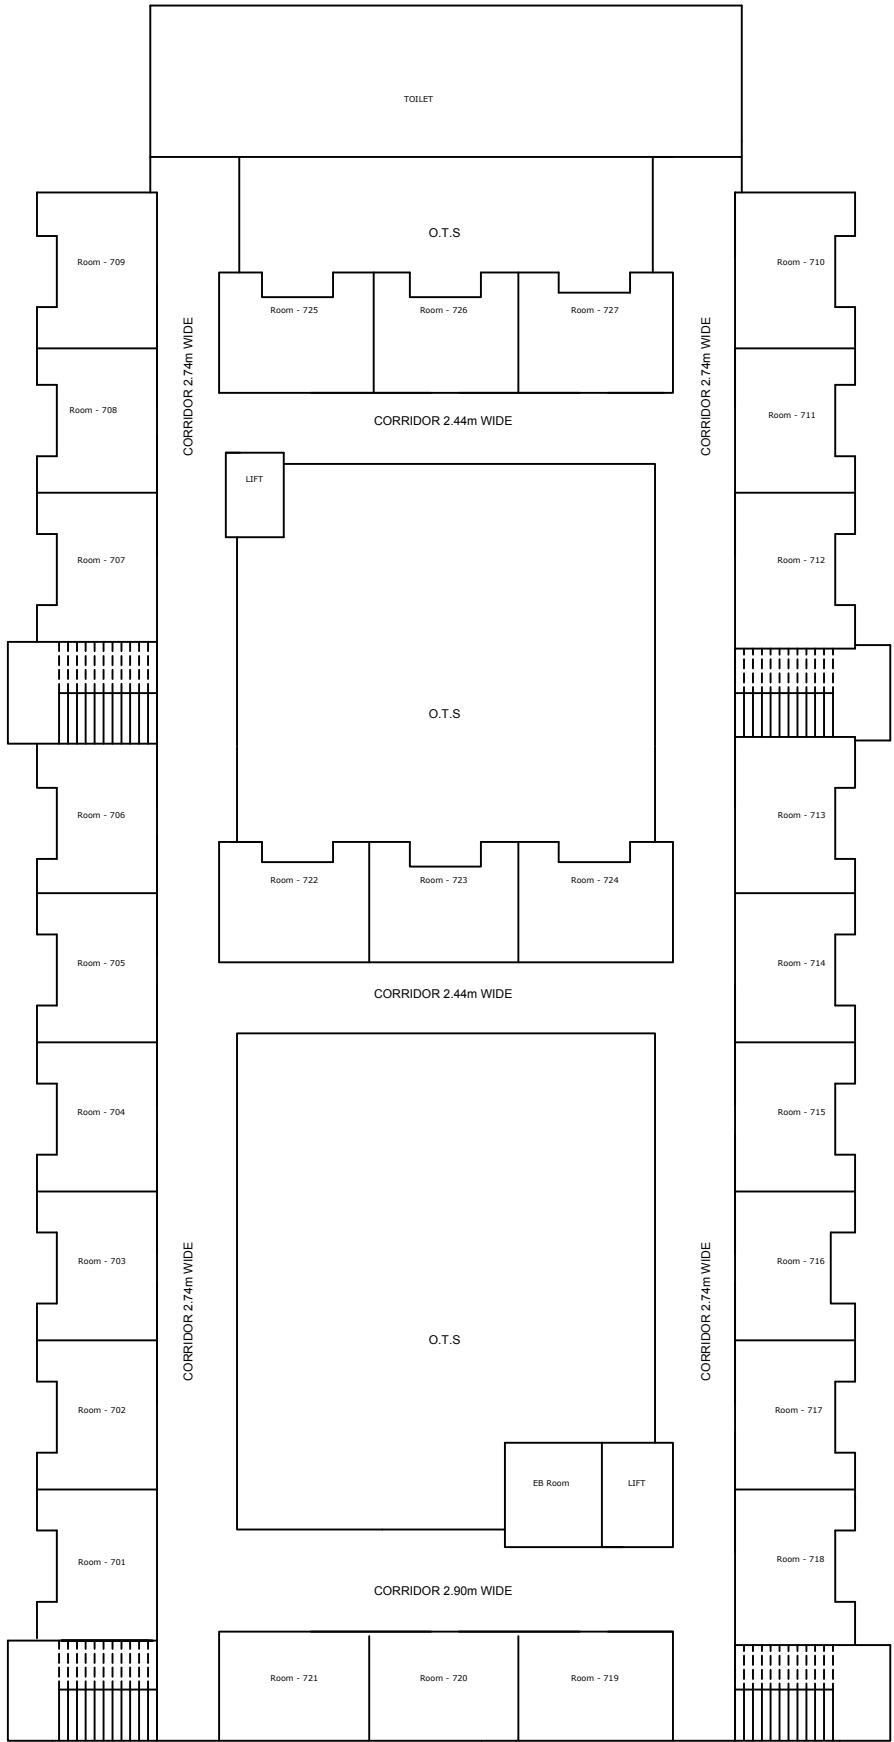 TOILET
O.T.S
Room - 709
Room - 710
Room - 725
Room - 726
Room - 727
CORRIDOR 2.74m WIDE
CORRIDOR 2.74m WIDE
Room - 708
Room - 711
CORRIDOR 2.44m WIDE
LIFT
Room - 707
Room - 712
O.T.S
Room - 706
Room - 713
Room - 722
Room - 723
Room - 724
Room - 705
Room - 714
CORRIDOR 2.44m WIDE
Room - 704
Room - 715
Room - 703
Room - 716
CORRIDOR 2.74m WIDE
CORRIDOR 2.74m WIDE
O.T.S
Room - 702
Room - 717
EB Room
LIFT
Room - 701
Room - 718
CORRIDOR 2.90m WIDE
Room - 721
Room - 720
Room - 719